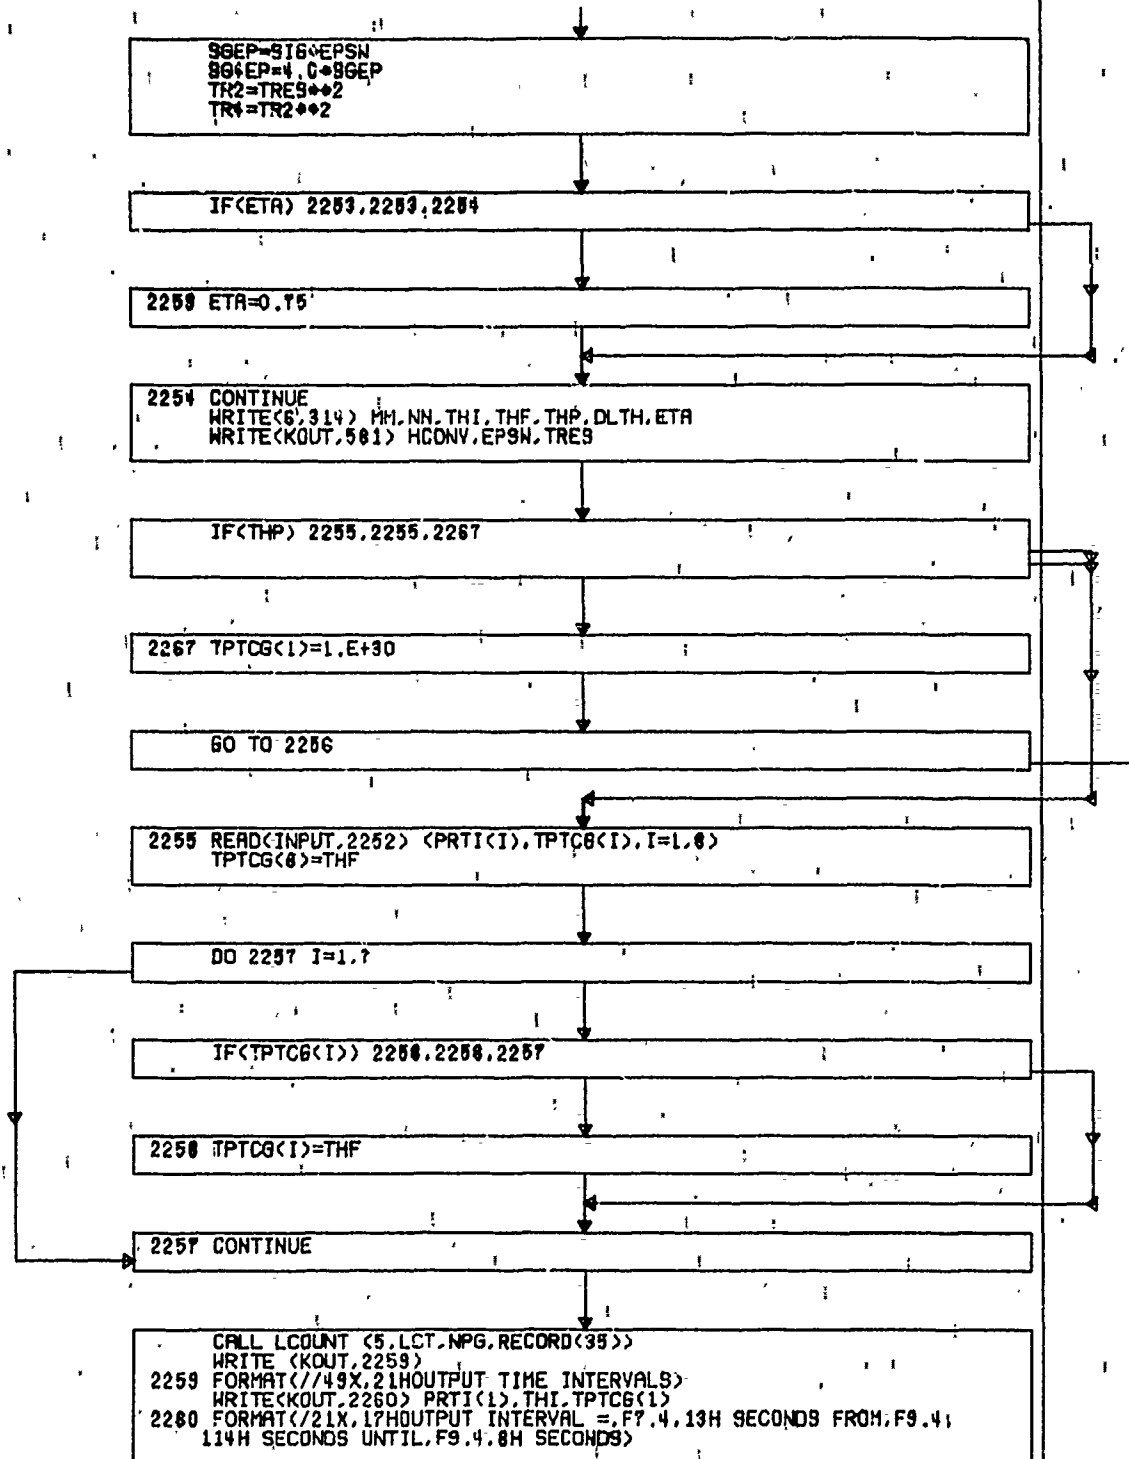 SGEP=SIG*EPSN
SG4EP=4.0*SGEP
TR2=TRES**2
TR4=TR2**2
IF(ETA) 2253,2253,2254
2253 ETA=0.75
2254 CONTINUE
WRITE(6,314) MM,NN,THI,THF,THP,DLTH,ETA
WRITE(KOUT,581) HCONV,EPSN,TRES
IF(THP) 2255,2255,2267
2267 TPTCG(1)=1.E+30
GO TO 2256
2255 READ(INPUT,2252) (PRTI(I),TPTCG(I),I=1,8)
TPTCG(8)=THF
DO 2257 I=1,7
IF(TPTCG(I)) 2258,2258,2257
2258 TPTCG(I)=THF
2257 CONTINUE
CALL LCOUNT (5,LCT,NPG,RECORD(35))
WRITE (KOUT,2259)
2259 FORMAT(//49X,21HOUTPUT TIME INTERVALS)
WRITE(KOUT,2260) PRTI(1),THI,TPTCG(1)
2260 FORMAT(/21X,17HOUTPUT INTERVAL =,F7.4,13H SECONDS FROM,F9.4,
114H SECONDS UNTIL,F9.4,8H SECONDS)